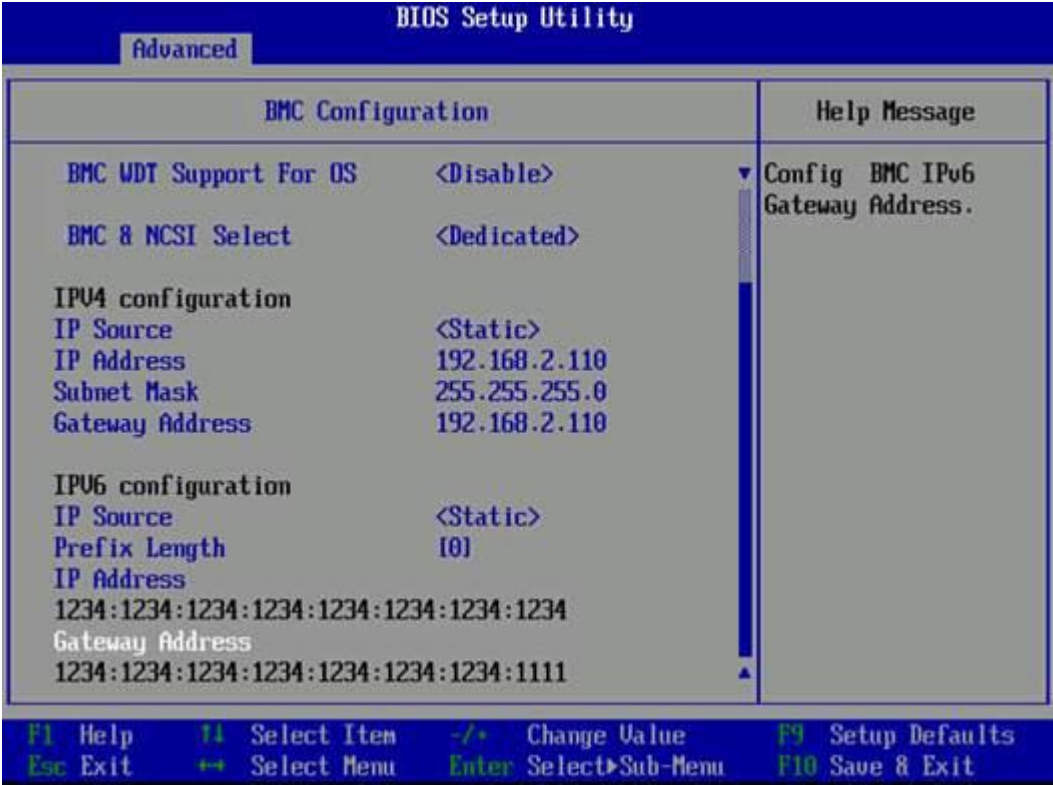 BIOS Setup Utility
Advanced
BMC Configuration
Help Message
BMC WDT Support For OS <Disable>
BMC & NCSI Select <Dedicated>
IPV4 configuration
IP Source <Static>
IP Address 192.168.2.110
Subnet Mask 255.255.255.0
Gateway Address 192.168.2.110
IPV6 configuration
IP Source <Static>
Prefix Length [0]
IP Address
1234:1234:1234:1234:1234:1234:1234:1234
Gateway Address
1234:1234:1234:1234:1234:1234:1234:1111
Config BMC IPv6
Gateway Address.
F1 Help ↑↓ Select Item -/+ Change Value F9 Setup Defaults
Esc Exit ←→ Select Menu Enter Select▶Sub-Menu F10 Save & Exit